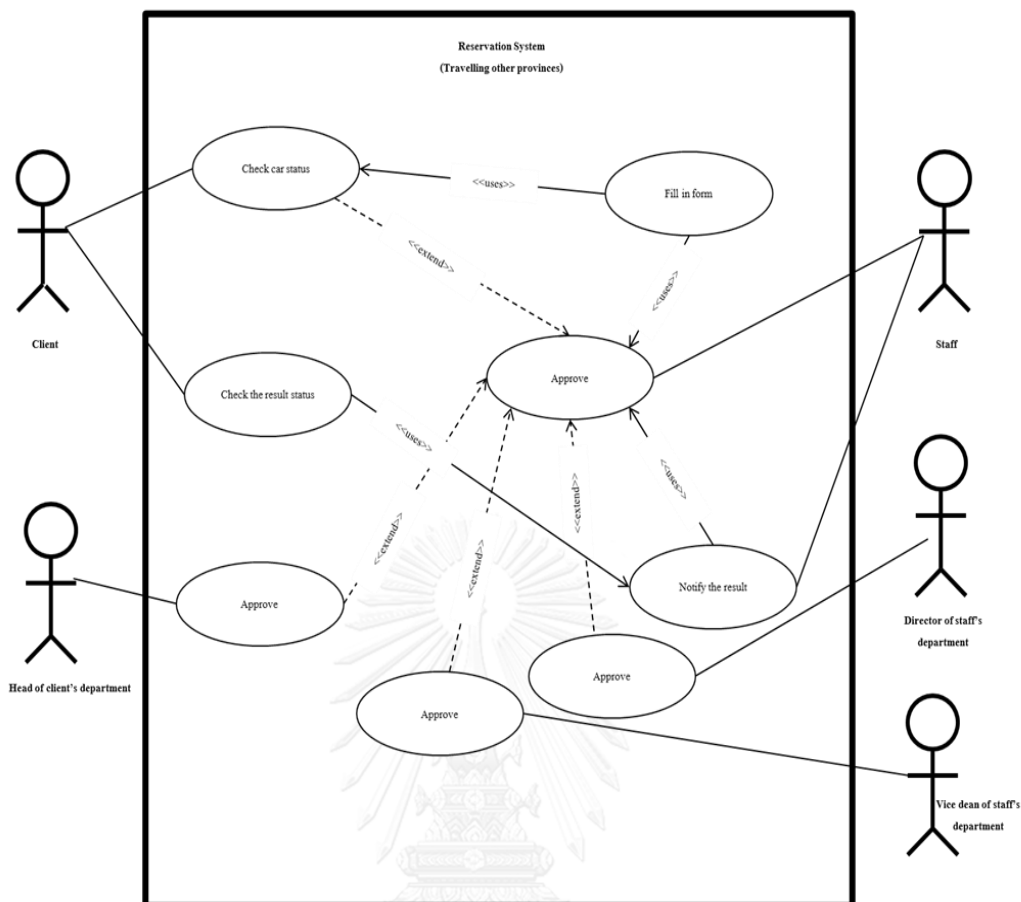 Reservation System
(Travelling other provinces)
Check car status
<<uses>>
Fill in form
<<extend>>
<<uses>>
Client
Staff
Approve
Check the result status
<<uses>>
<<uses>>
<<extend>>
<<extend>>
<<extend>>
Notify the result
Approve
Head of client's department
Director of staff's
department
Approve
Approve
Vice dean of staff's
department